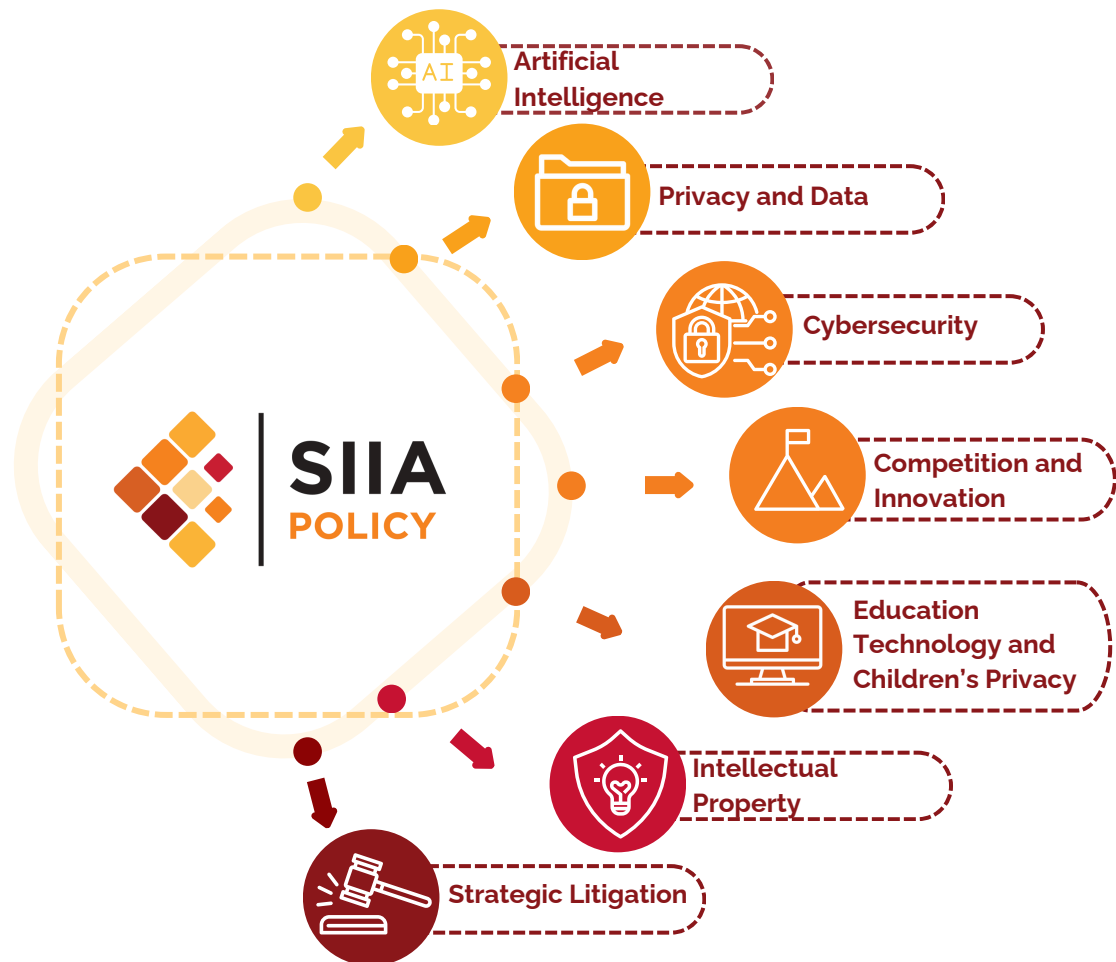 AI
Artificial
Intelligence
Privacy and Data
Cybersecurity
SIIA
POLICY
Competition and
Innovation
Education
Technology and
Children's Privacy
Intellectual
Property
Strategic Litigation